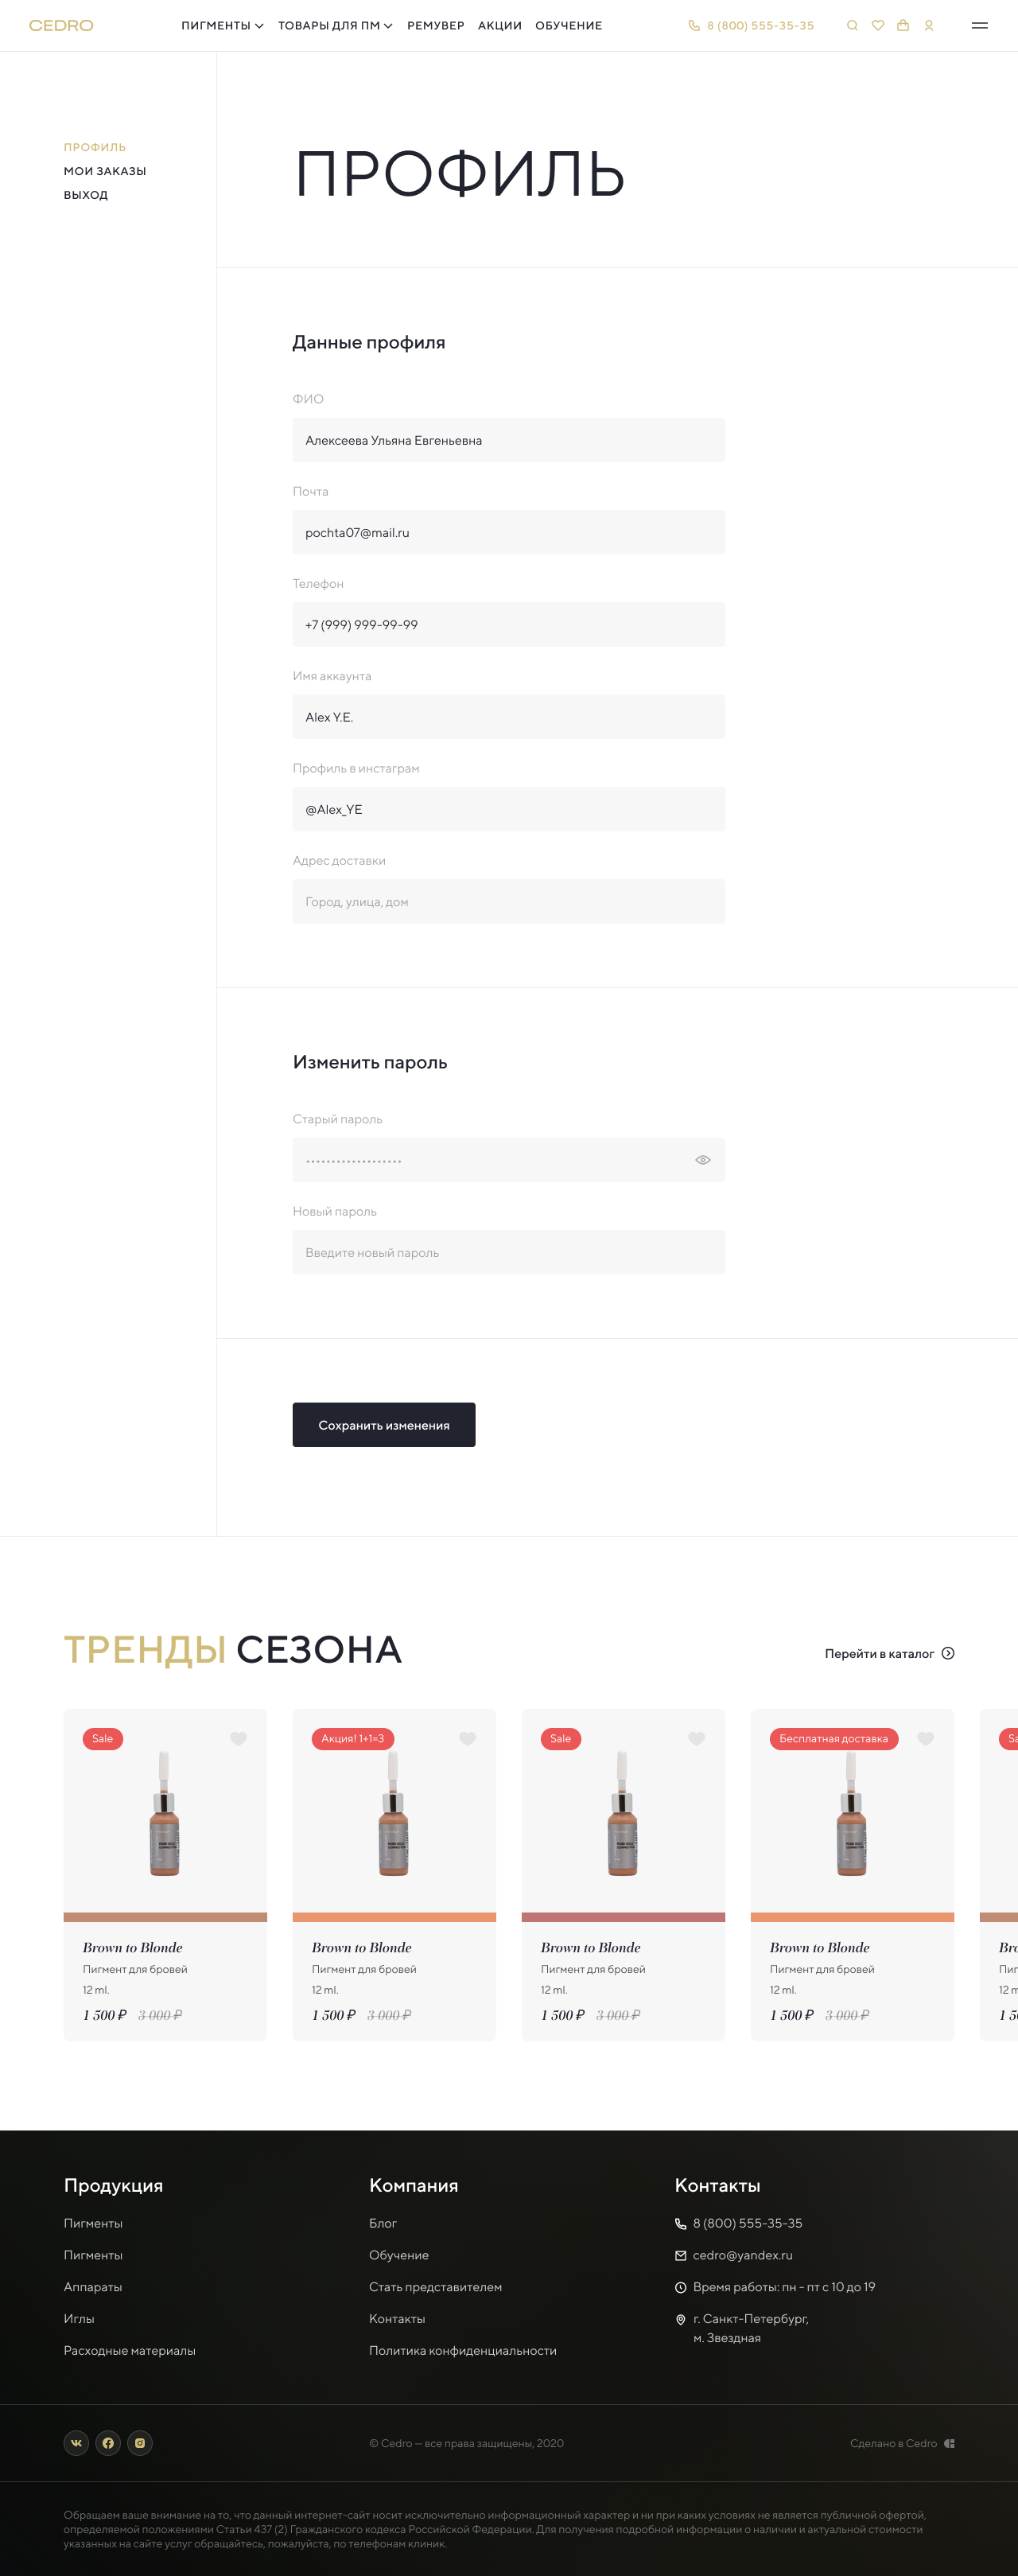 CEDRO
ПИГМЕНТЫ
ТОВАРЫ ДЛЯ ПМ
РЕМУВЕР
АКЦИИ
ОБУЧЕНИЕ
8 (800) 555-35-35
ПРОФИЛЬ
МОИ ЗАКАЗЫ
ВЫХОД
ПРОФИЛЬ
Данные профиля
ФИО
Алексеева Ульяна Евгеньевна
Почта
pochta07@mail.ru
Телефон
+7 (999) 999-99-99
Имя аккаунта
Alex Y.E.
Профиль в инстаграм
@Alex_YE
Адрес доставки
Город, улица, дом
Изменить пароль
Старый пароль
Новый пароль
Введите новый пароль
Сохранить изменения
ТРЕНДЫ СЕЗОНА
Перейти в каталог
Sale
Brown to Blonde
Пигмент для бровей
12 ml.
1 500 ₽ 3 000 ₽
Акция! 1+1=3
Brown to Blonde
Пигмент для бровей
12 ml.
1 500 ₽ 3 000 ₽
Sale
Brown to Blonde
Пигмент для бровей
12 ml.
1 500 ₽ 3 000 ₽
Бесплатная доставка
Brown to Blonde
Пигмент для бровей
12 ml.
1 500 ₽ 3 000 ₽
Продукция
Пигменты
Пигменты
Аппараты
Иглы
Расходные материалы
Компания
Блог
Обучение
Стать представителем
Контакты
Политика конфиденциальности
Контакты
8 (800) 555-35-35
cedro@yandex.ru
Время работы: пн - пт с 10 до 19
г. Санкт-Петербург,
м. Звездная
© Cedro — все права защищены, 2020
Сделано в Cedro
Обращаем ваше внимание на то, что данный интернет-сайт носит исключительно информационный характер и ни при каких условиях не является публичной офертой,
определяемой положениями Статьи 437 (2) Гражданского кодекса Российской Федерации. Для получения подробной информации о наличии и актуальной стоимости
указанных на сайте услуг обращайтесь, пожалуйста, по телефонам клиник.